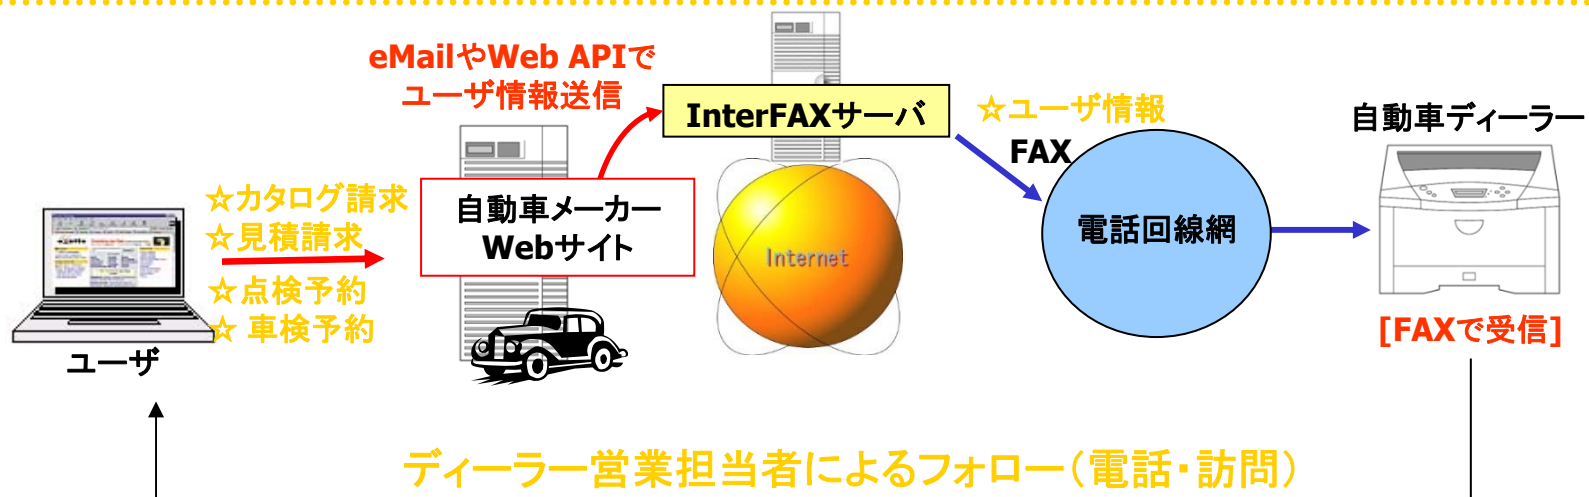 eMailやWeb APIで
ユーザ情報送信
InterFAXサーバ
☆ユーザ情報
FAX
自動車ディーラー
☆カタログ請求
☆見積請求
☆点検予約
☆ 車検予約
自動車メーカー
Webサイト
Internet
電話回線網
[FAXで受信]
ユーザ
ディーラー営業担当者によるフォロー（電話・訪問）